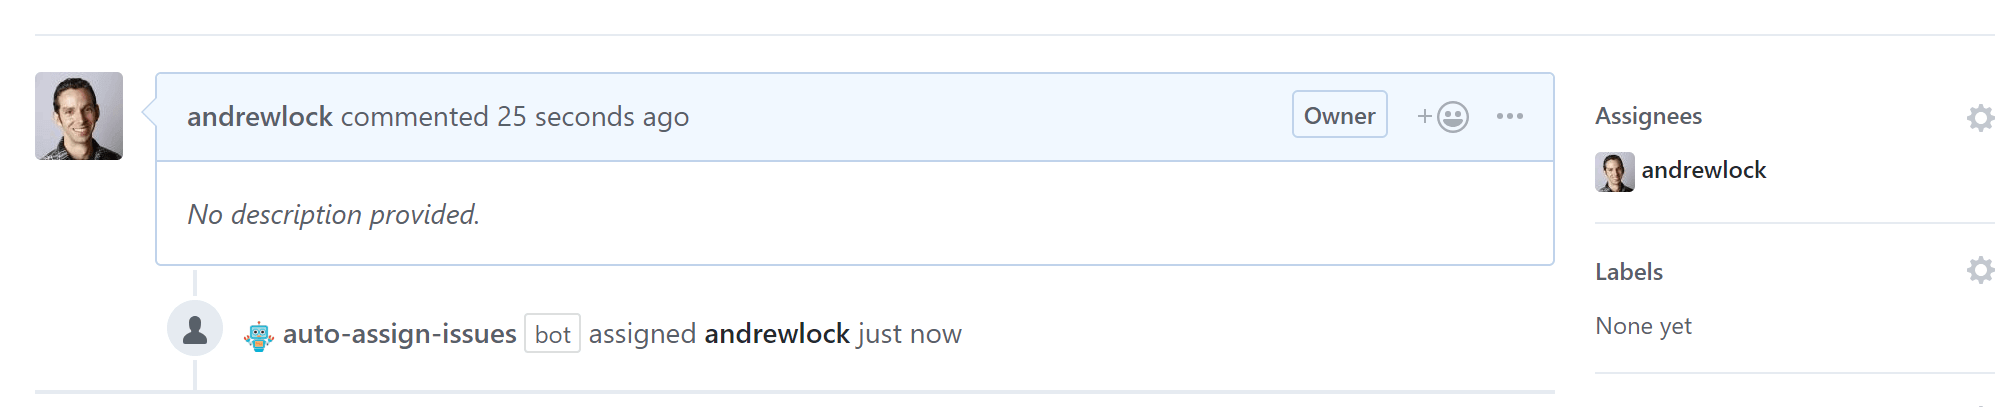 andrewlock commented 25 seconds ago
Owner
No description provided.
auto-assign-issues bot assigned andrewlock just now
Assignees
andrewlock
Labels
None yet